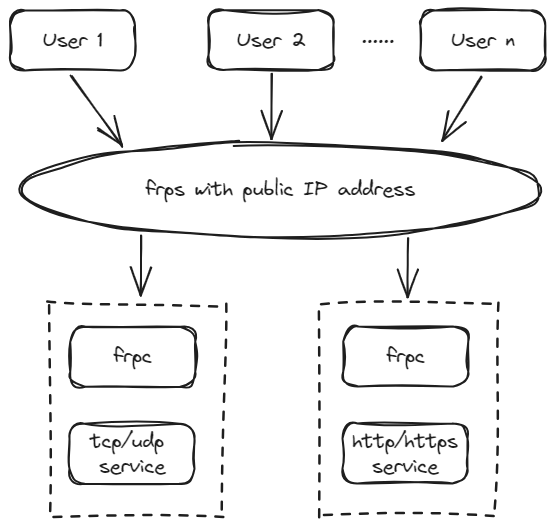 User 1
User 2
......
User n
frps with public IP address
frpc
frpc
tcp/udp
service
http/https
service